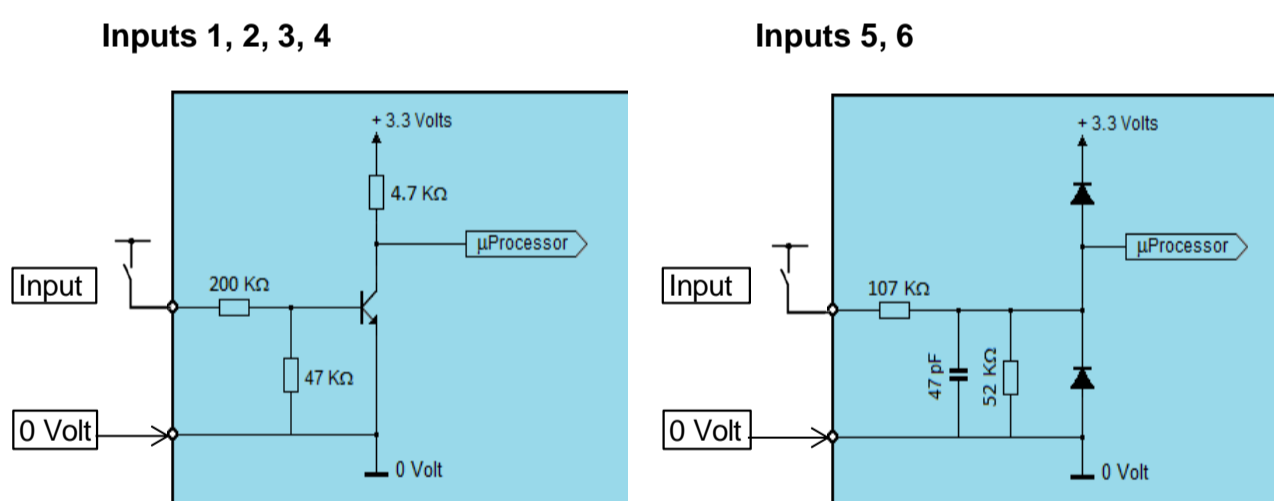 Inputs 1, 2, 3, 4
+ 3.3 Volts
4.7 KΩ
µProcessor
Input
200 KΩ
47 KΩ
0 Volt
0 Volt
Inputs 5, 6
+ 3.3 Volts
µProcessor
Input
107 KΩ
47 pF
52 KΩ
0 Volt
0 Volt